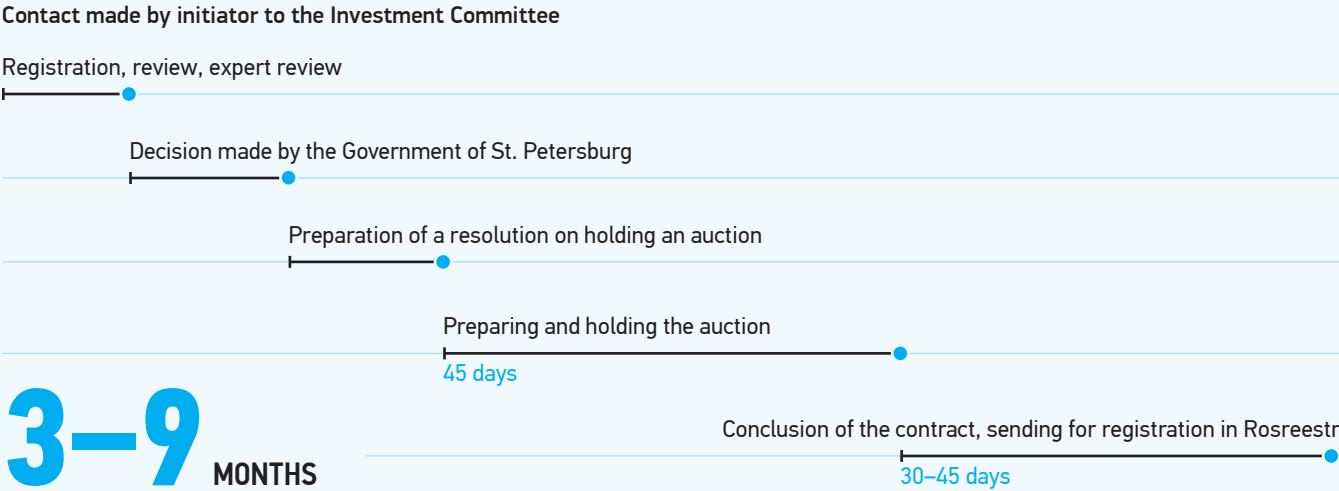 Contact made by initiator to the Investment Committee
Registration, review, expert review
Decision made by the Government of St. Petersburg
Preparation of a resolution on holding an auction
Preparing and holding the auction
45 days
Conclusion of the contract, sending for registration in Rosreestr
30–45 days
3–9 MONTHS